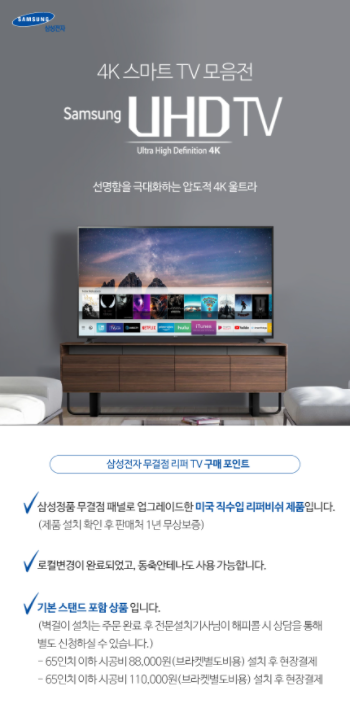 SAMSUNG
삼성전자
4K 스마트 TV 모음전
Samsung UHD TV
Ultra High Definition 4K
선명함을 극대화하는 압도적 4K 울트라
NETFLIX
hulu
iTunes
YouTube
삼성전자 무결점 리퍼 TV 구매 포인트
삼성정품 무결점 패널로 업그레이드한 미국 직수입 리퍼비쉬 제품입니다.
(제품 설치 확인 후 판매처 1년 무상보증)
로컬변경이 완료되었고, 동축안테나도 사용 가능합니다.
기본 스탠드 포함 상품 입니다.
(벽걸이 설치는 주문 완료 후 전문설치기사님이 해피콜 시 상담을 통해
별도 신청하실 수 있습니다.)
- 65인치 이하 시공비 88,000원(브라켓별도비용) 설치 후 현장결제
- 65인치 이하 시공비 110,000원(브라켓별도비용) 설치 후 현장결제